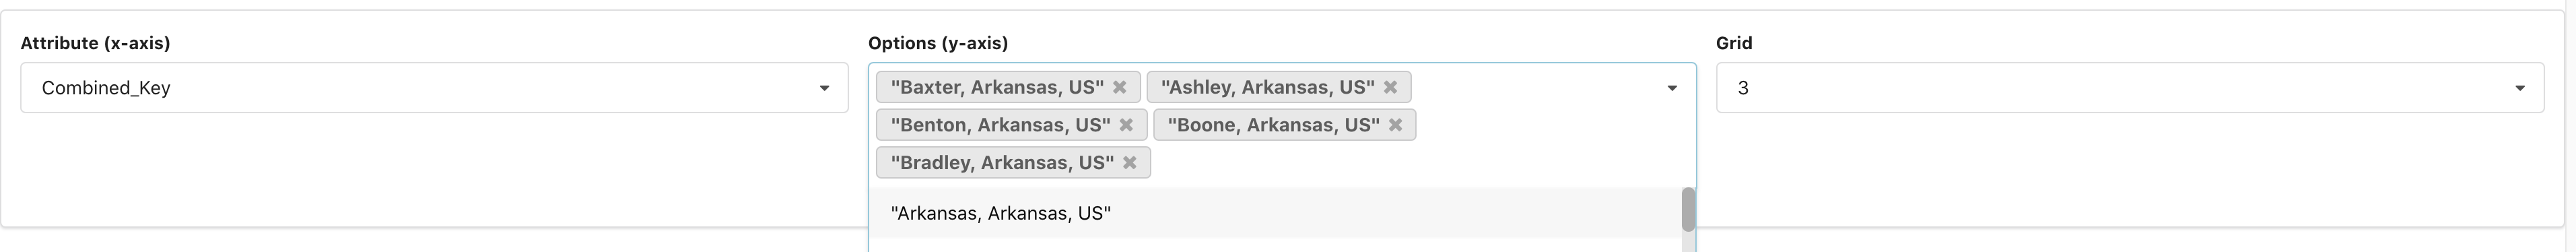 Attribute (x-axis)
Combined_Key
Options (y-axis)
"Baxter, Arkansas, US" "Ashley, Arkansas, US"
"Benton, Arkansas, US" "Boone, Arkansas, US"
"Bradley, Arkansas, US"
"Arkansas, Arkansas, US"
Grid
3